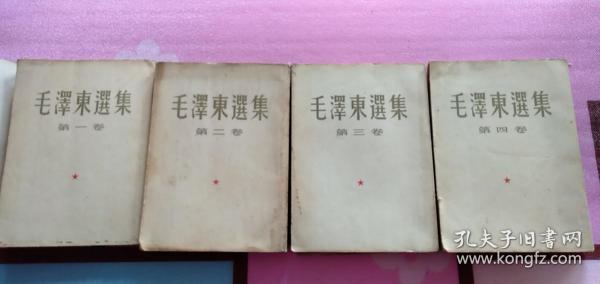 毛澤東選集
第一卷
毛澤東選集
第二卷
毛澤東選集
第三卷
毛澤東選集
第四卷
孔夫子旧书网
www.kongfz.com